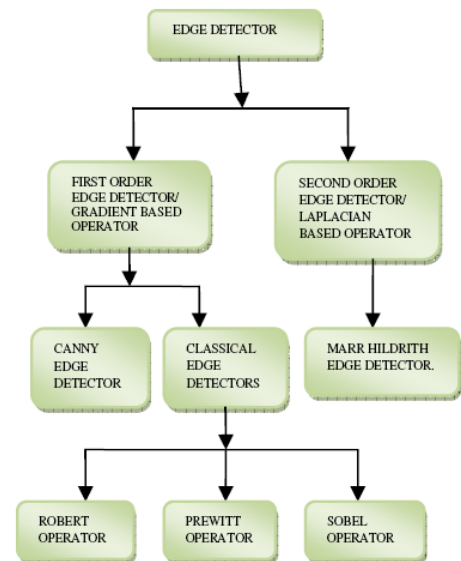 EDGE DETECTOR
FIRST ORDER
EDGE DETECTOR/
GRADIENT BASED
OPERATOR
SECOND ORDER
EDGE DETECTOR/
LAPLACIAN
BASED OPERATOR
CANNY
EDGE
DETECTOR
CLASSICAL
EDGE
DETECTORS
MARR HILDRITH
EDGE DETECTOR.
ROBERT
OPERATOR
PREWITT
OPERATOR
SOBEL
OPERATOR